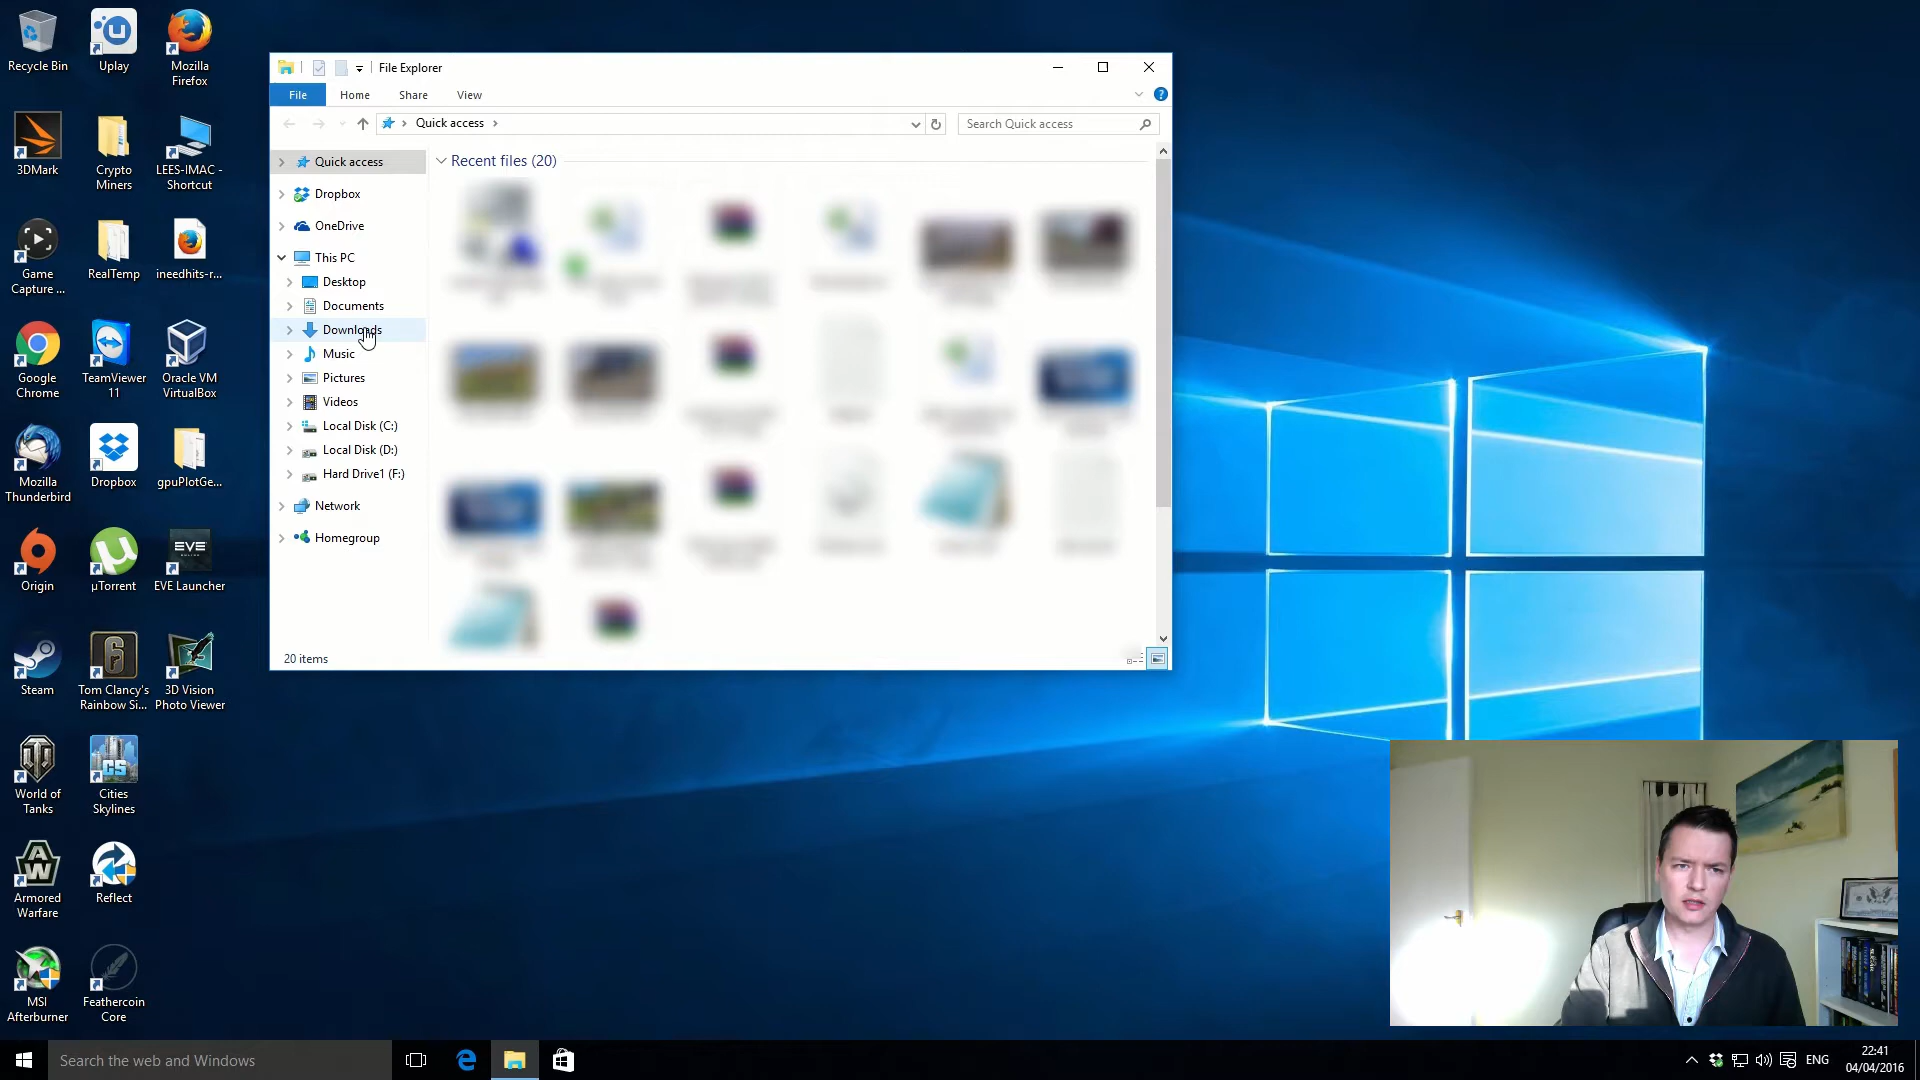 Recycle Bin
Uplay
Mozilla
Firefox
3DMark
Crypto
Miners
LEES-IMAC -
Shortcut
Game
Capture ...
RealTemp
ineedhits-r...
Google
Chrome
TeamViewer
11
Oracle VM
VirtualBox
Mozilla
Thunderbird
Dropbox
gpuPlotGe...
Origin
µTorrent
EVE
EVE Launcher
Steam
Tom Clancy's
Rainbow Si...
3D Vision
Photo Viewer
World of
Tanks
CS
Cities
Skylines
AW
Armored
Warfare
Reflect
MSI
Afterburner
Feathercoin
Core
File Explorer
File
Home
Share
View
Quick access
Search Quick access
Quick access
Dropbox
OneDrive
This PC
Desktop
Documents
Downloads
Music
Pictures
Videos
Local Disk (C:)
Local Disk (D:)
Hard Drive1 (F:)
Network
Homegroup
Recent files (20)
20 items
Search the web and Windows
ENG
22:41
04/04/2016